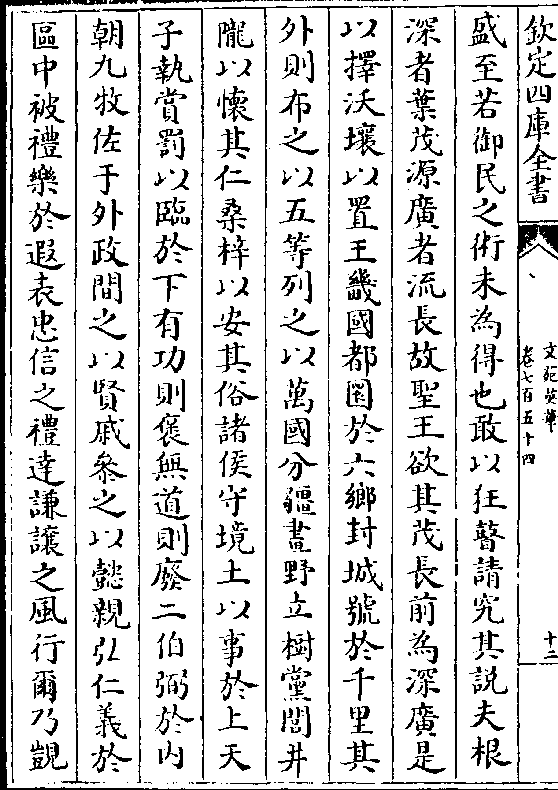 欽定四庫全書
文苑英華
卷七百五十四
十二
盛至若御民之術未為得也敢以狂瞽請究其説夫根
深者葉茂源廣者流長故聖王欲其茂長前為深廣是
以擇沃壤以置王畿國都圏於六鄉封城號於千里其
外則布之以五等列之以萬國分疆畫野立樹黨閭井
隴以懷其仁桑梓以安其俗諸侯守境土以事於上天
子執賞罰以臨於下有功則褒無道則廢二伯弼於内
朝九牧佐于外政間之以賢戚叅之以懿親弘仁義於
區中被禮樂於遐表忠信之禮達謙讓之風行爾乃覬